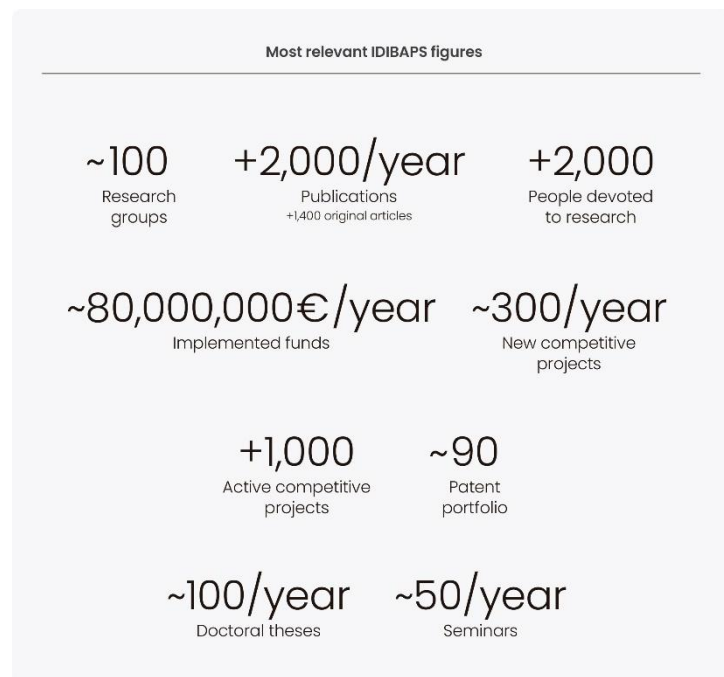 Most relevant IDIBAPS figures
~100
Research
groups
+2,000/year
Publications
+1,400 original articles
+2,000
People devoted
to research
~80,000,000€/year
Implemented funds
~300/year
New competitive
projects
+1,000
Active competitive
projects
~90
Patent
portfolio
~100/year
Doctoral theses
~50/year
Seminars